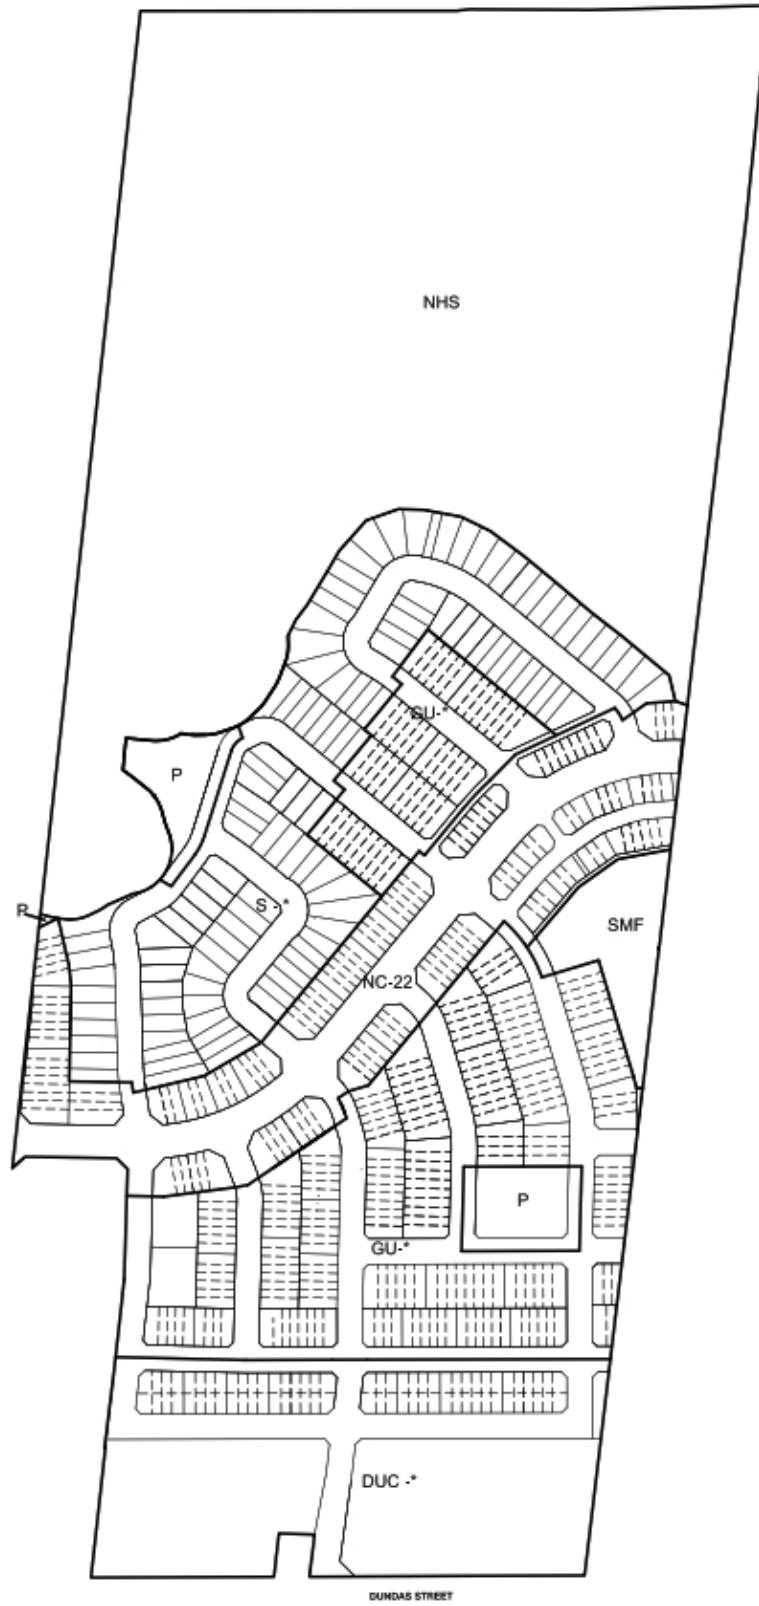 NHS
GU-*
P
P
S -*
SMF
NC-22
P
GU-*
DUC -*
DUNDAS STREET